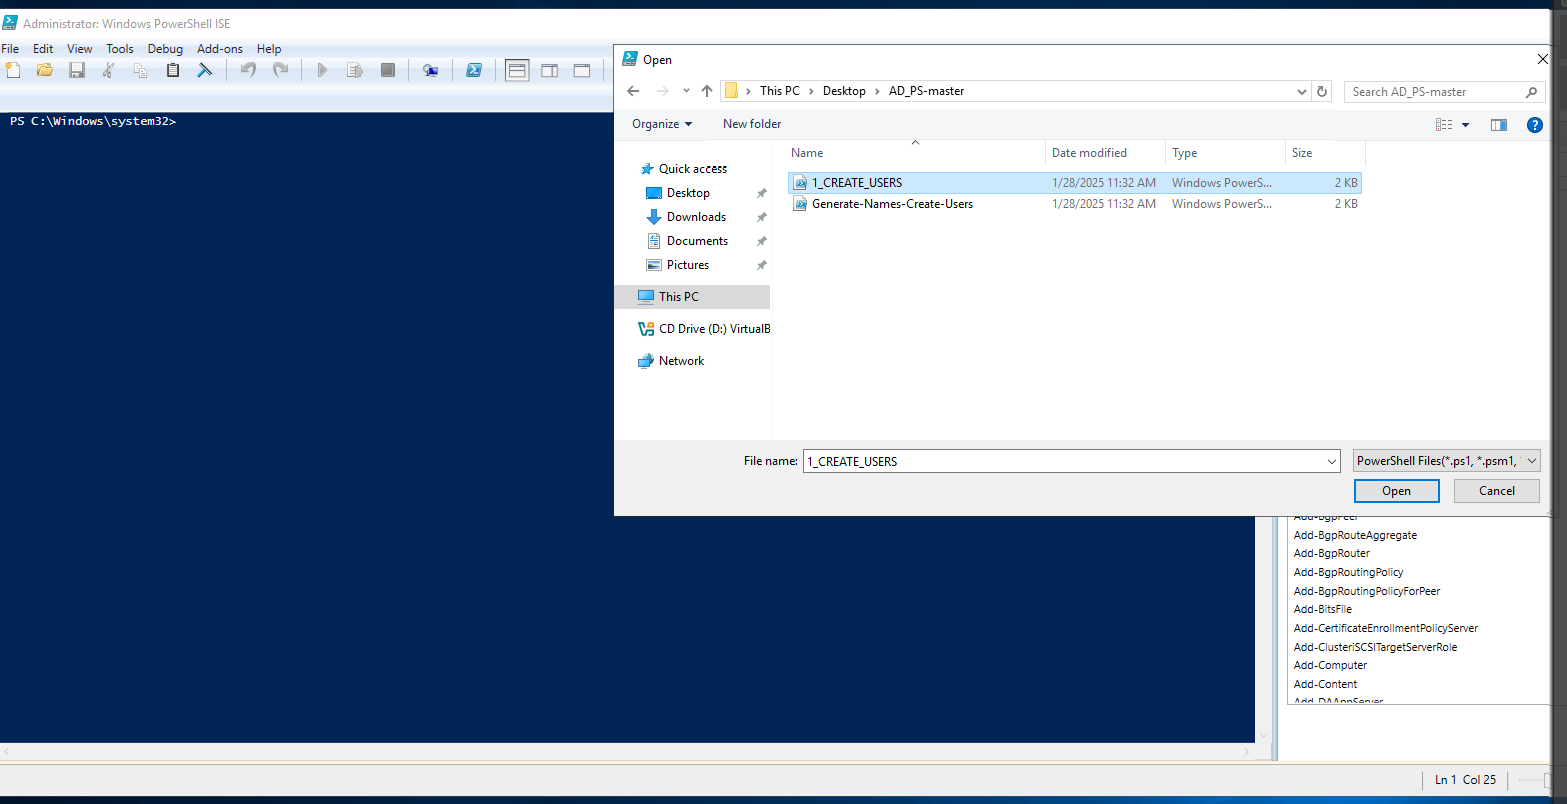 Administrator: Windows PowerShell ISE
File Edit View Tools Debug Add-ons Help
PS C:\Windows\system32>
Open
This PC > Desktop > AD_PS-master
Search AD_PS-master
Organize
New folder
Name Date modified Type Size
Quick access
Desktop
Downloads
Documents
Pictures
This PC
CD Drive (D:) VirtualB
Network
1_CREATE_USERS 1/28/2025 11:32 AM Windows PowerS... 2 KB
Generate-Names-Create-Users 1/28/2025 11:32 AM Windows PowerS... 2 KB
File name: 1_CREATE_USERS
PowerShell Files(*.ps1, *.psm1,
Open Cancel
Add-BgpPeer
Add-BgpRouteAggregate
Add-BgpRouter
Add-BgpRoutingPolicy
Add-BgpRoutingPolicyForPeer
Add-BitsFile
Add-CertificateEnrollmentPolicyServer
Add-ClusteriSCSITargetServerRole
Add-Computer
Add-Content
Add-DAAppServer
Ln 1 Col 25